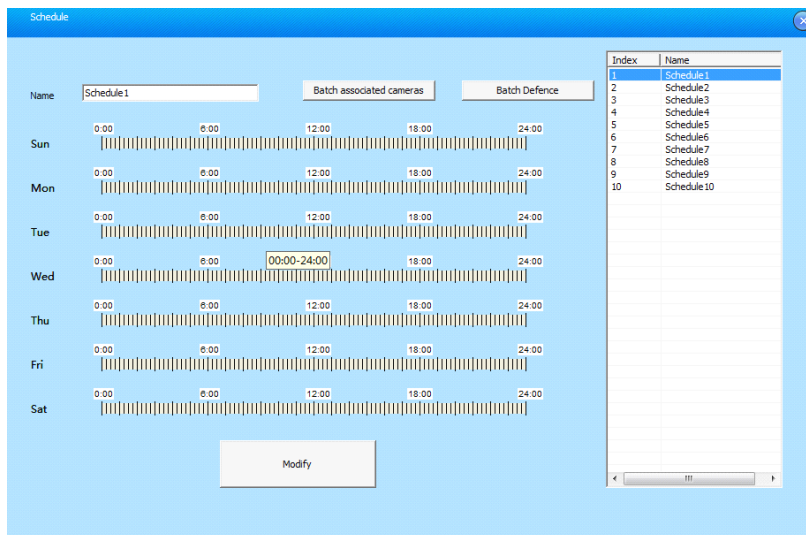 Schedule
Name
Schedule1
Batch associated cameras
Batch Defence
0:00 6:00 12:00 18:00 24:00
Sun
0:00 6:00 12:00 18:00 24:00
Mon
0:00 6:00 12:00 18:00 24:00
Tue
0:00 6:00 00:00-24:00 18:00 24:00
Wed
0:00 6:00 12:00 18:00 24:00
Thu
0:00 6:00 12:00 18:00 24:00
Fri
0:00 6:00 12:00 18:00 24:00
Sat
Modify
Index Name
1 Schedule1
2 Schedule2
3 Schedule3
4 Schedule4
5 Schedule5
6 Schedule6
7 Schedule7
8 Schedule8
9 Schedule9
10 Schedule10